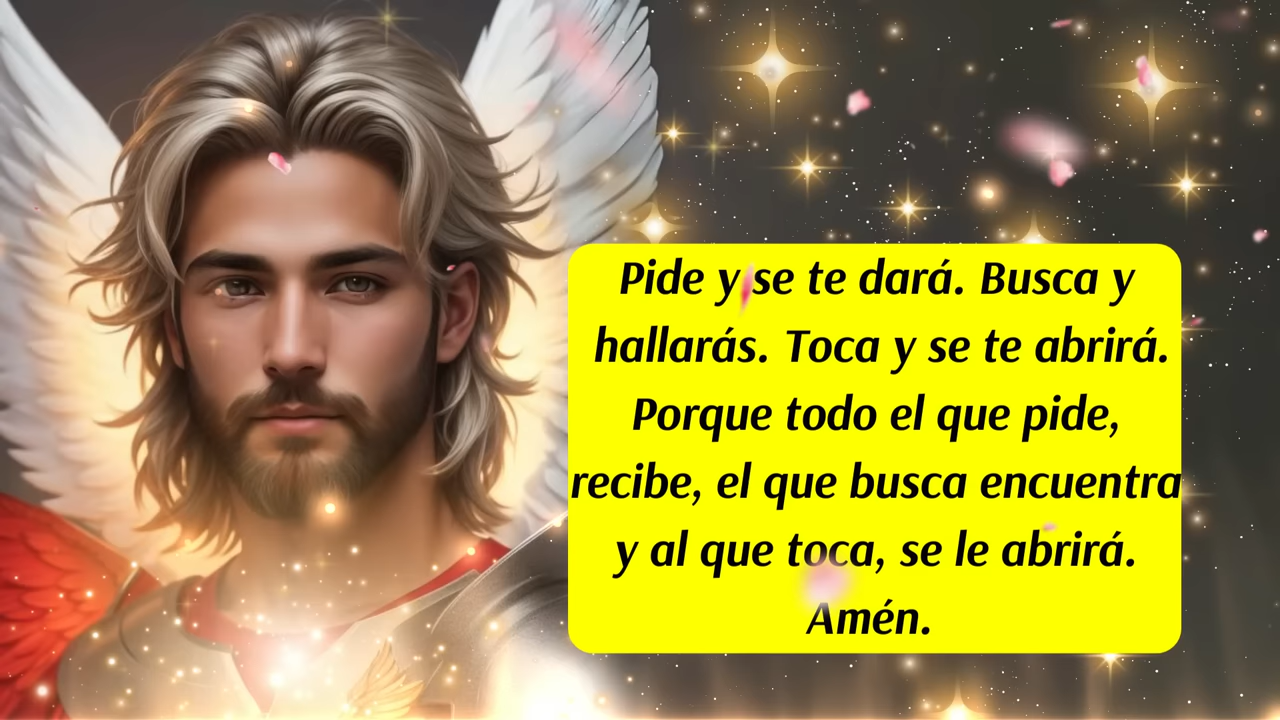 Pide y se te dará. Busca y
hallarás. Toca y se te abrirá.
Porque todo el que pide,
recibe, el que busca encuentra
y al que toca, se le abrirá.
Amén.